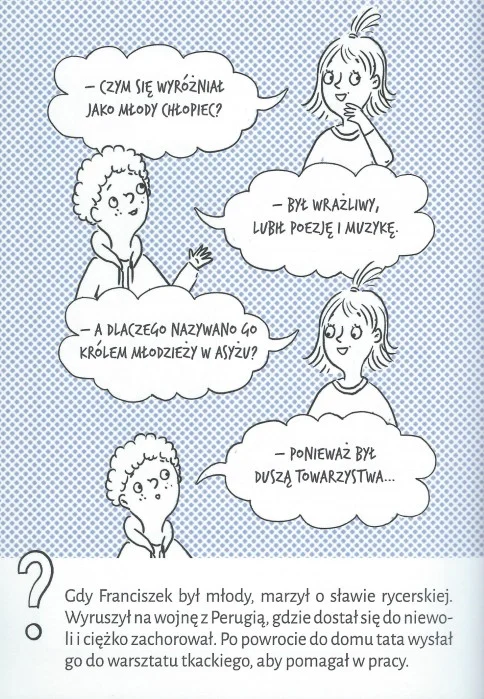 – CZYM SIĘ WYRÓŻNIAŁ
JAKO MŁODY CHŁOPIEC?
– BYŁ WRAŻLIWY,
LUBIŁ POEZJĘ I MUZYKĘ.
– A DLACZEGO NAZYWANO GO
KRÓLEM MŁODZIEŻY W ASYŻU?
– PONIEWAŻ BYŁ
DUSZĄ TOWARZYSTWA...
?
Gdy Franciszek był młody, marzył o sławie rycerskiej.
Wyruszył na wojnę z Perugią, gdzie dostał się do niewo-
li i ciężko zachorował. Po powrocie do domu tata wysłał
go do warsztatu tkackiego, aby pomagał w pracy.